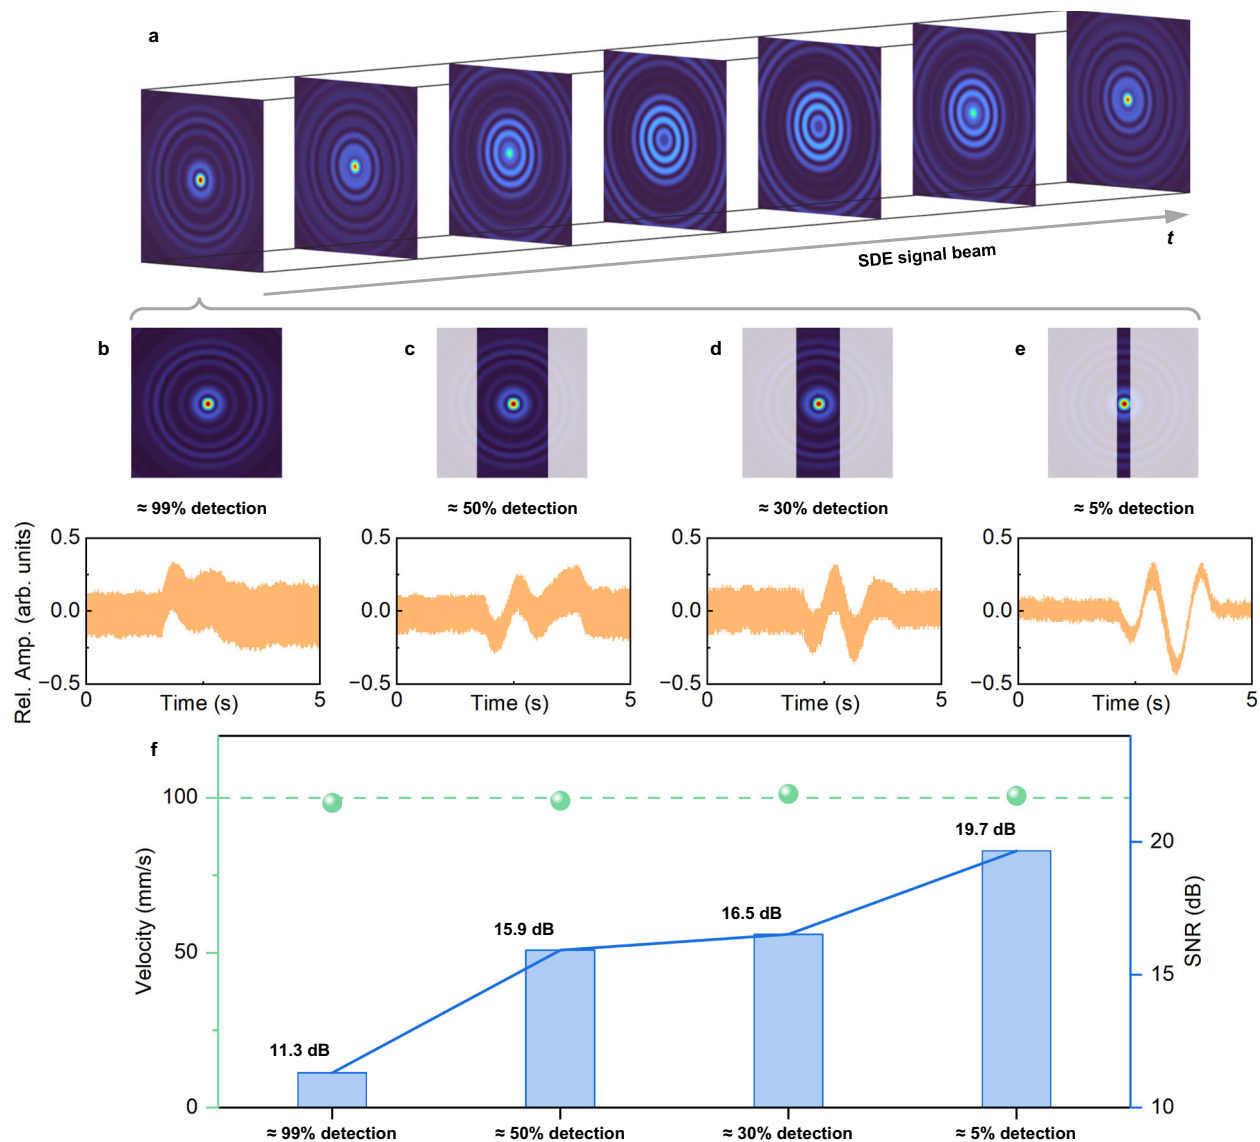 a
t
SDE signal beam
b c d e
≈ 99% detection ≈ 50% detection ≈ 30% detection ≈ 5% detection
Rel. Amp. (arb. units)
0.5 0.5 0.5 0.5
0.0 0.0 0.0 0.0
−0.5 −0.5 −0.5 −0.5
0 Time (s) 5 0 Time (s) 5 0 Time (s) 5 0 Time (s) 5
f
Velocity (mm/s)
100
50
0
19.7 dB
16.5 dB
15.9 dB
11.3 dB
20
15
10
SNR (dB)
≈ 99% detection ≈ 50% detection ≈ 30% detection ≈ 5% detection